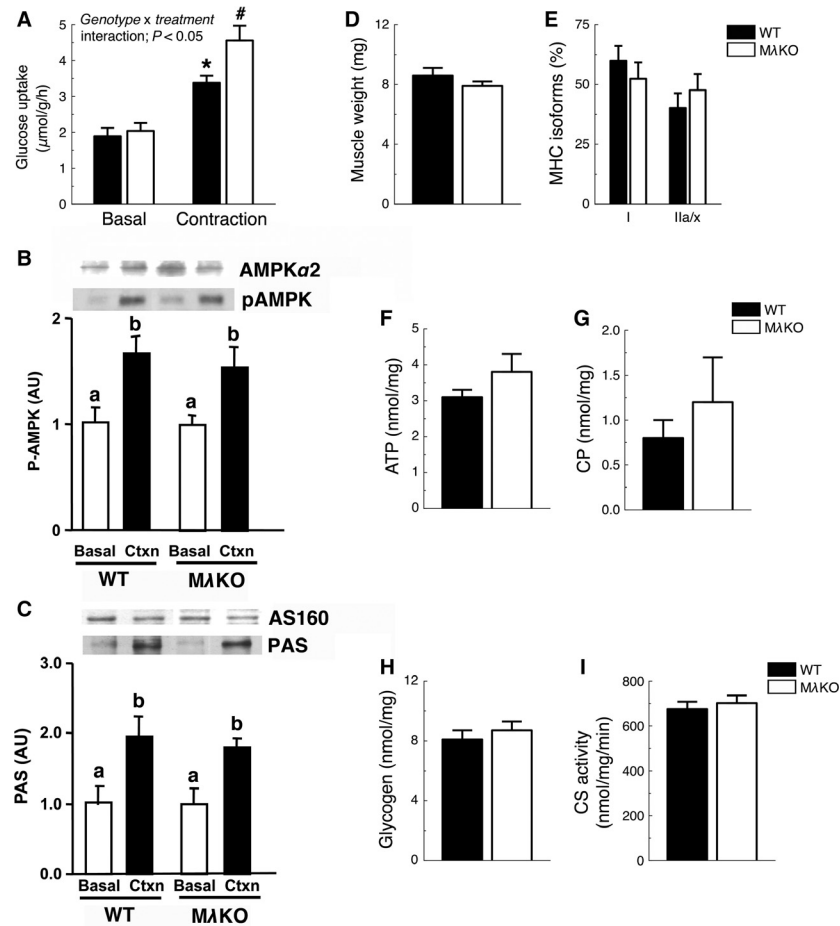 A
Genotype x treatment
interaction; P < 0.05
#
*
Glucose uptake
(µmol/g/h)
5
4
3
2
1
0
Basal
Contraction
D
Muscle weight (mg)
12
8
4
0
E
MHC isoforms (%)
75
50
25
0
I
IIa/x
WT
MλKO
B
AMPKα2
pAMPK
P-AMPK (AU)
2
1
0
a
b
a
b
Basal Ctxn Basal Ctxn
WT
MλKO
F
ATP (nmol/mg)
5
4
3
2
1
0
G
CP (nmol/mg)
2.0
1.5
1.0
0.5
0.0
WT
MλKO
C
AS160
PAS
PAS (AU)
3.0
2.0
1.0
0.0
a
b
a
b
Basal Ctxn Basal Ctxn
WT
MλKO
H
Glycogen (nmol/mg)
12
8
4
0
I
CS activity
(nmol/mg/min)
800
600
400
200
0
WT
MλKO